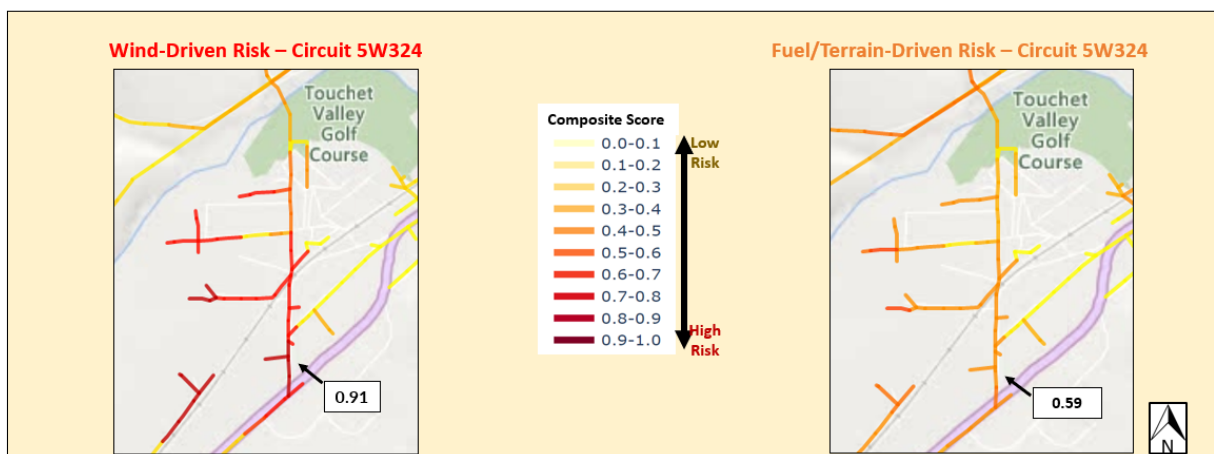 Wind-Driven Risk – Circuit 5W324
Touchet
Valley
Golf
Course
0.91
Composite Score
0.0-0.1
0.1-0.2
0.2-0.3
0.3-0.4
0.4-0.5
0.5-0.6
0.6-0.7
0.7-0.8
0.8-0.9
0.9-1.0
Low
Risk
High
Risk
Fuel/Terrain-Driven Risk – Circuit 5W324
Touchet
Valley
Golf
Course
0.59
N